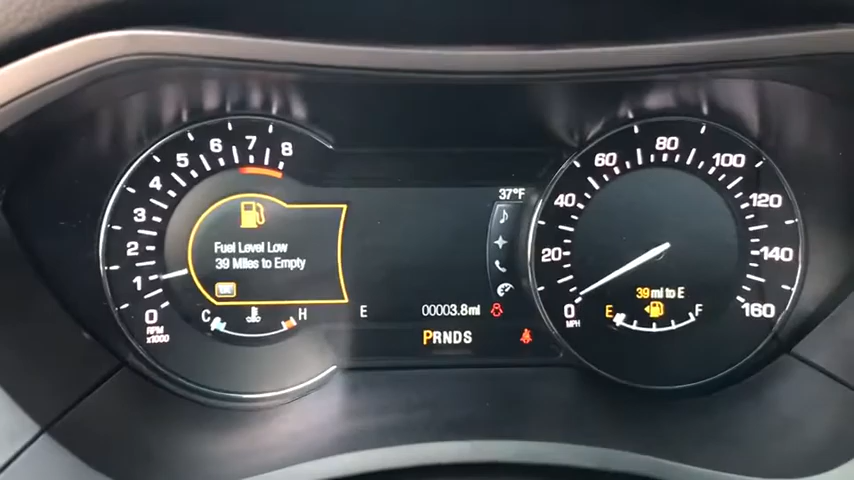 0 1 2 3 4 5 6 7 8
RPM
x1000
Fuel Level Low
39 Miles to Empty
OK
C H
E
37°F
00003.8mi
PRNDS
0 20 40 60 80 100 120 140 160
MPH
39 mi to E
E F